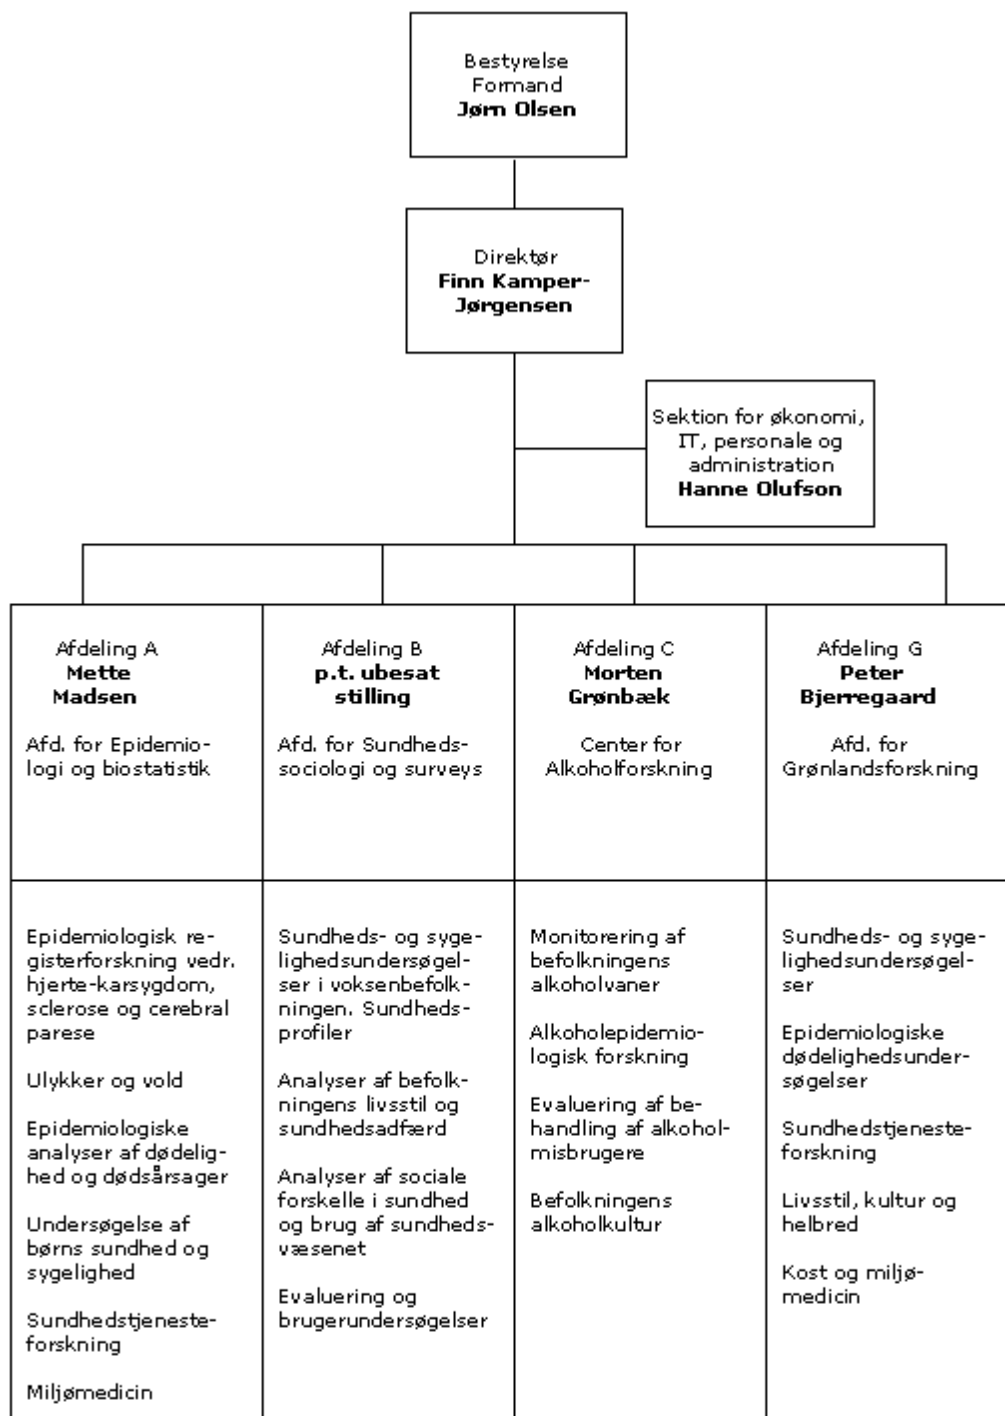 Bestyrelse
Formand
Jørn Olsen
Direktør
Finn Kamper-
Jørgensen
Sektion for økonomi,
IT, personale og
administration
Hanne Olufson
Afdeling A
Mette
Madsen
Afd. for Epidemio-
logi og biostatistik
Afdeling B
p.t. ubesat
stilling
Afd. for Sundheds-
sociologi og surveys
Afdeling C
Morten
Grønbæk
Center for
Alkoholforskning
Afdeling G
Peter
Bjerregaard
Afd. for
Grønlandsforskning
Epidemiologisk re-
gisterforskning vedr.
hjerte-karsygdom,
sclerose og cerebral
parese
Ulykker og vold
Epidemiologiske
analyser af dødelig-
hed og dødsårsager
Undersøgelse af
børns sundhed og
sygelighed
Sundhedstjeneste-
forskning
Miljømedicin
Sundheds- og syge-
lighedsundersøgel-
ser i voksenbefolk-
ningen. Sundheds-
profiler
Analyser af befolk-
ningens livsstil og
sundhedsadfærd
Analyser af sociale
forskelle i sundhed
og brug af sundheds-
væsenet
Evaluering og
brugerundersøgelser
Monitorering af
befolkningens
alkoholvaner
Alkoholepidemio-
logisk forskning
Evaluering af be-
handling af alkohol-
misbrugere
Befolkningens
alkoholkultur
Sundheds- og syge-
lighedsundersøgel-
ser
Epidemiologiske
dødelighedsunder-
søgelser
Sundhedstjeneste-
forskning
Livsstil, kultur og
helbred
Kost og miljø-
medicin